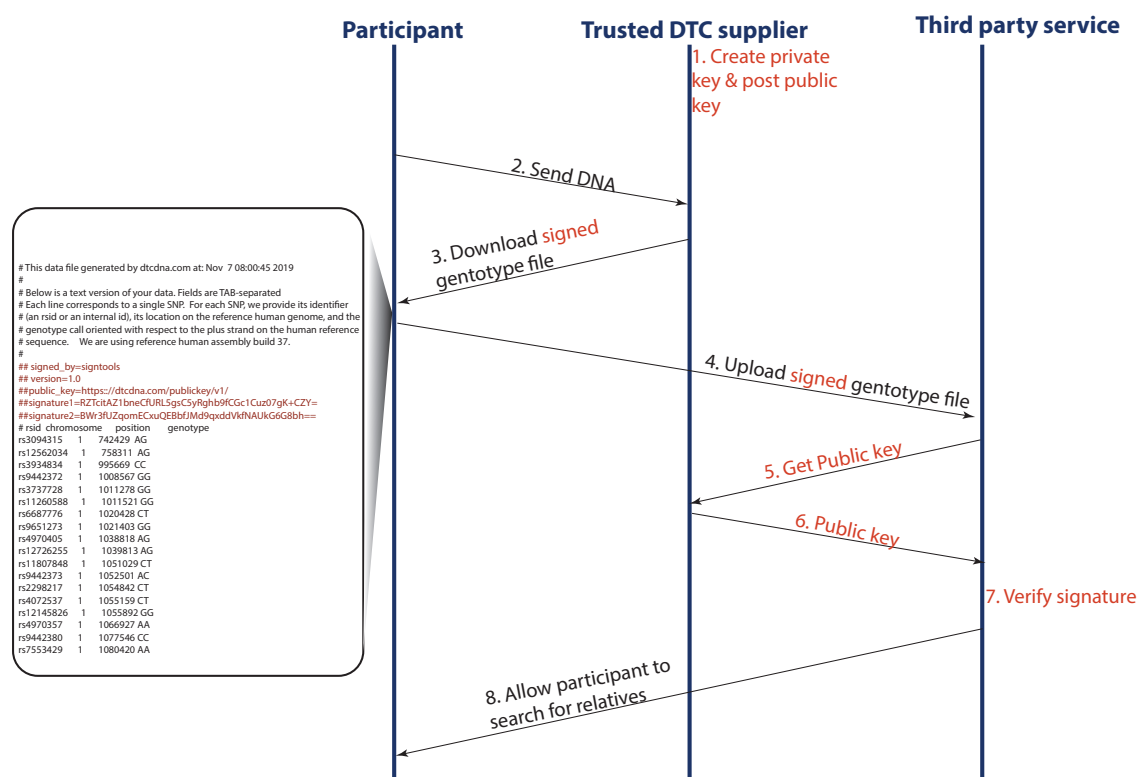 Participant
Trusted DTC supplier
Third party service
1. Create private
key & post public
key
2. Send DNA
3. Download signed
gentotype file
4. Upload signed gentotype file
5. Get Public key
6. Public key
7. Verify signature
8. Allow participant to
search for relatives
# This data file generated by dtcdna.com at: Nov 7 08:00:45 2019
#
# Below is a text version of your data. Fields are TAB-separated
# Each line corresponds to a single SNP. For each SNP, we provide its identifier
# (an rsid or an internal id), its location on the reference human genome, and the
# genotype call oriented with respect to the plus strand on the human reference
# sequence. We are using reference human assembly build 37.
#
## signed_by=signtools
## version=1.0
##public_key=https://dtcdna.com/publickey/v1/
##signature1=RZTcitAZ1bneCfURL5gsC5yRghb9fCGc1Cuz07gK+CZY=
##signature2=BWr3fUZqomECxuQEBbfJMd9qxddVkfNAUkG6G8bh==
# rsid chromosome position genotype
rs3094315 1 742429 AG
rs12562034 1 758311 AG
rs3934834 1 995669 CC
rs9442372 1 1008567 GG
rs3737728 1 1011278 GG
rs11260588 1 1011521 GG
rs6687776 1 1020428 CT
rs9651273 1 1021403 GG
rs4970405 1 1038818 AG
rs12726255 1 1039813 AG
rs11807848 1 1051029 CT
rs9442373 1 1052501 AC
rs2298217 1 1054842 CT
rs4072537 1 1055159 CT
rs12145826 1 1055892 GG
rs4970357 1 1066927 AA
rs9442380 1 1077546 CC
rs7553429 1 1080420 AA